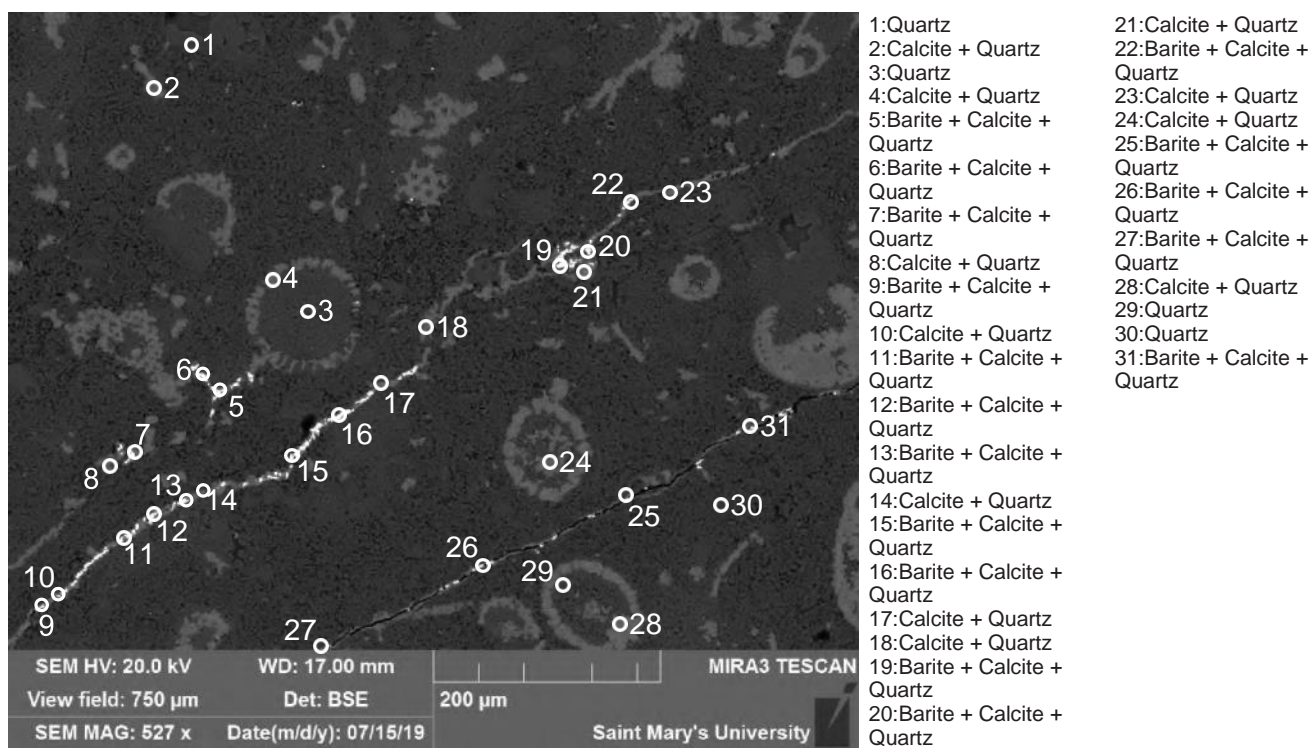 1
2
22
23
19
20
21
4
3
18
6
5
17
16
7
8
15
31
24
13
14
12
11
25
30
26
10
9
29
28
27
SEM HV: 20.0 kV
WD: 17.00 mm
MIRA3 TESCAN
View field: 750 µm
Det: BSE
200 µm
SEM MAG: 527 x
Date(m/d/y): 07/15/19
Saint Mary's University
1:Quartz
2:Calcite + Quartz
3:Quartz
4:Calcite + Quartz
5:Barite + Calcite +
Quartz
6:Barite + Calcite +
Quartz
7:Barite + Calcite +
Quartz
8:Calcite + Quartz
9:Barite + Calcite +
Quartz
10:Calcite + Quartz
11:Barite + Calcite +
Quartz
12:Barite + Calcite +
Quartz
13:Barite + Calcite +
Quartz
14:Calcite + Quartz
15:Barite + Calcite +
Quartz
16:Barite + Calcite +
Quartz
17:Calcite + Quartz
18:Calcite + Quartz
19:Barite + Calcite +
Quartz
20:Barite + Calcite +
Quartz
21:Calcite + Quartz
22:Barite + Calcite +
Quartz
23:Calcite + Quartz
24:Calcite + Quartz
25:Barite + Calcite +
Quartz
26:Barite + Calcite +
Quartz
27:Barite + Calcite +
Quartz
28:Calcite + Quartz
29:Quartz
30:Quartz
31:Barite + Calcite +
Quartz